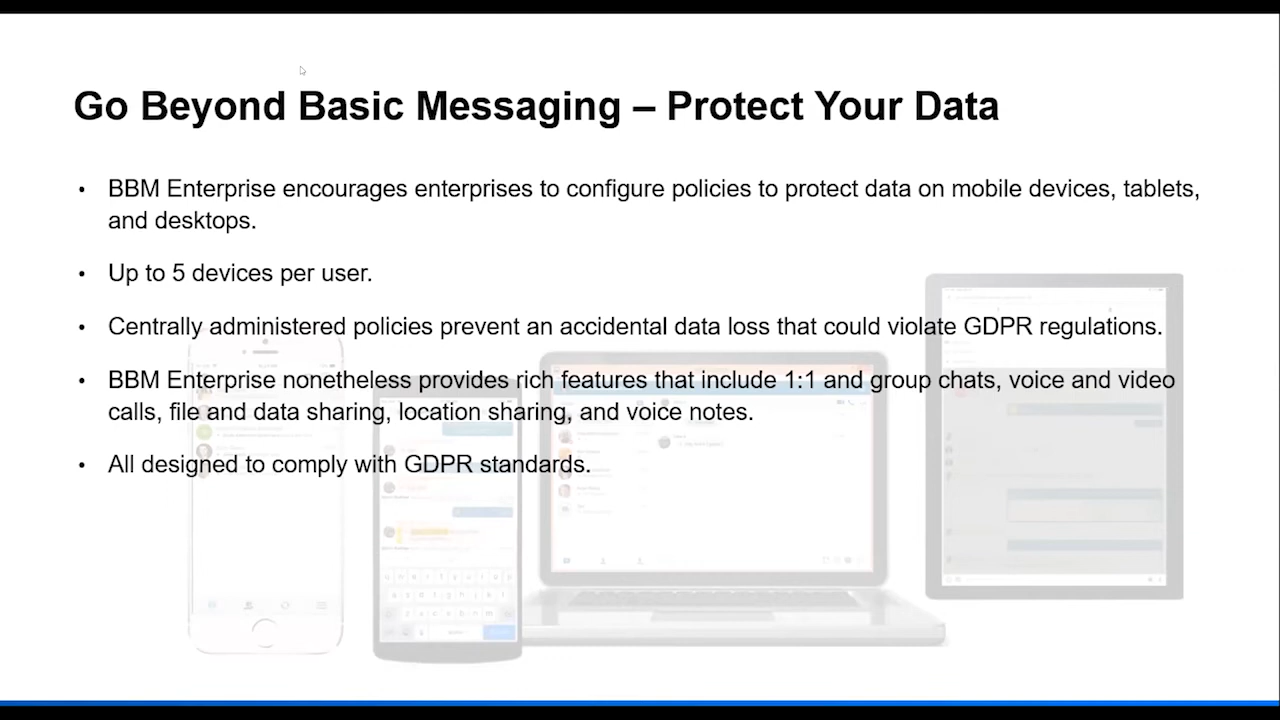 Go Beyond Basic Messaging – Protect Your Data
• BBM Enterprise encourages enterprises to configure policies to protect data on mobile devices, tablets,
and desktops.
• Up to 5 devices per user.
• Centrally administered policies prevent an accidental data loss that could violate GDPR regulations.
• BBM Enterprise nonetheless provides rich features that include 1:1 and group chats, voice and video
calls, file and data sharing, location sharing, and voice notes.
• All designed to comply with GDPR standards.